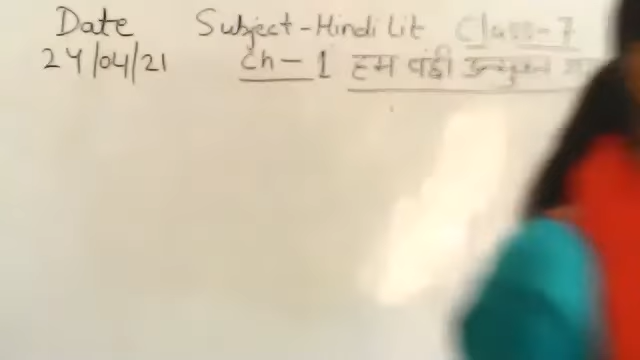 Date Subject-Hindi Lit Class-7
24/04/21 Ch-1 हम पंछी उन्मुक्त